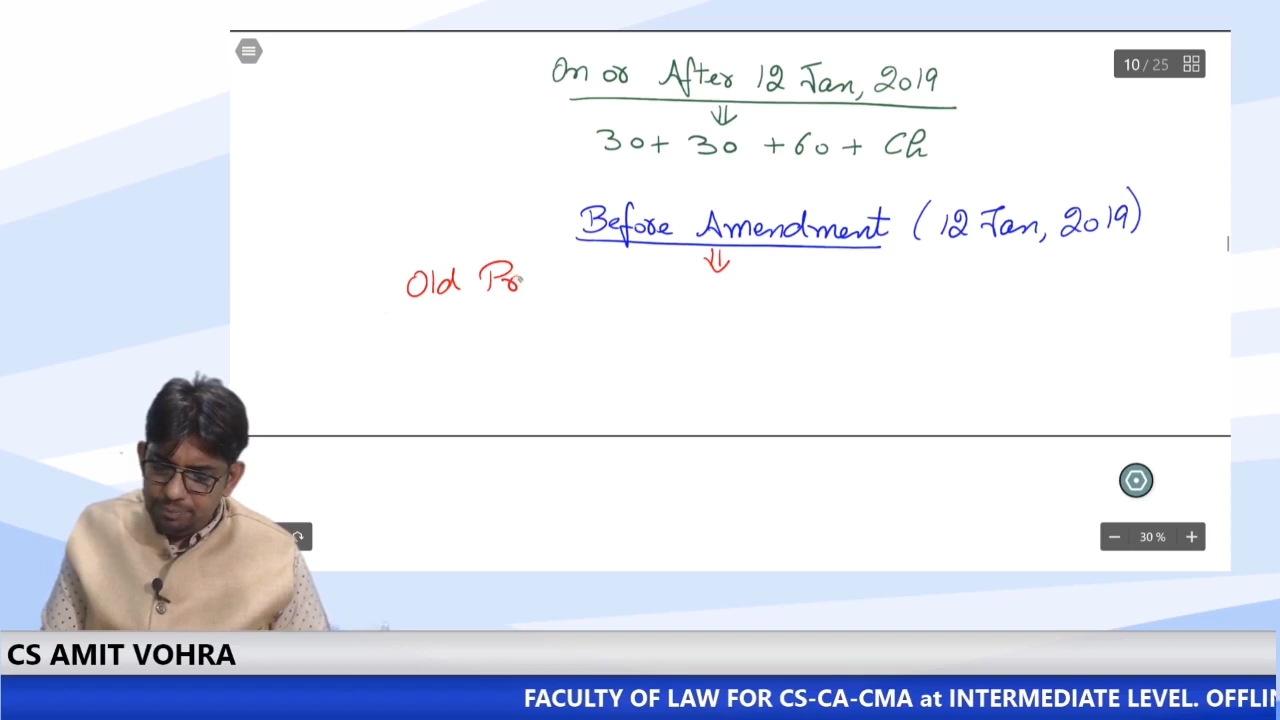 On or After 12 Jan, 2019
10 / 25
30+ 30 +60+ Ch
Before Amendment (12 Jan, 2019)
Old Pr
30 %
CS AMIT VOHRA
FACULTY OF LAW FOR CS-CA-CMA at INTERMEDIATE LEVEL. OFFLI